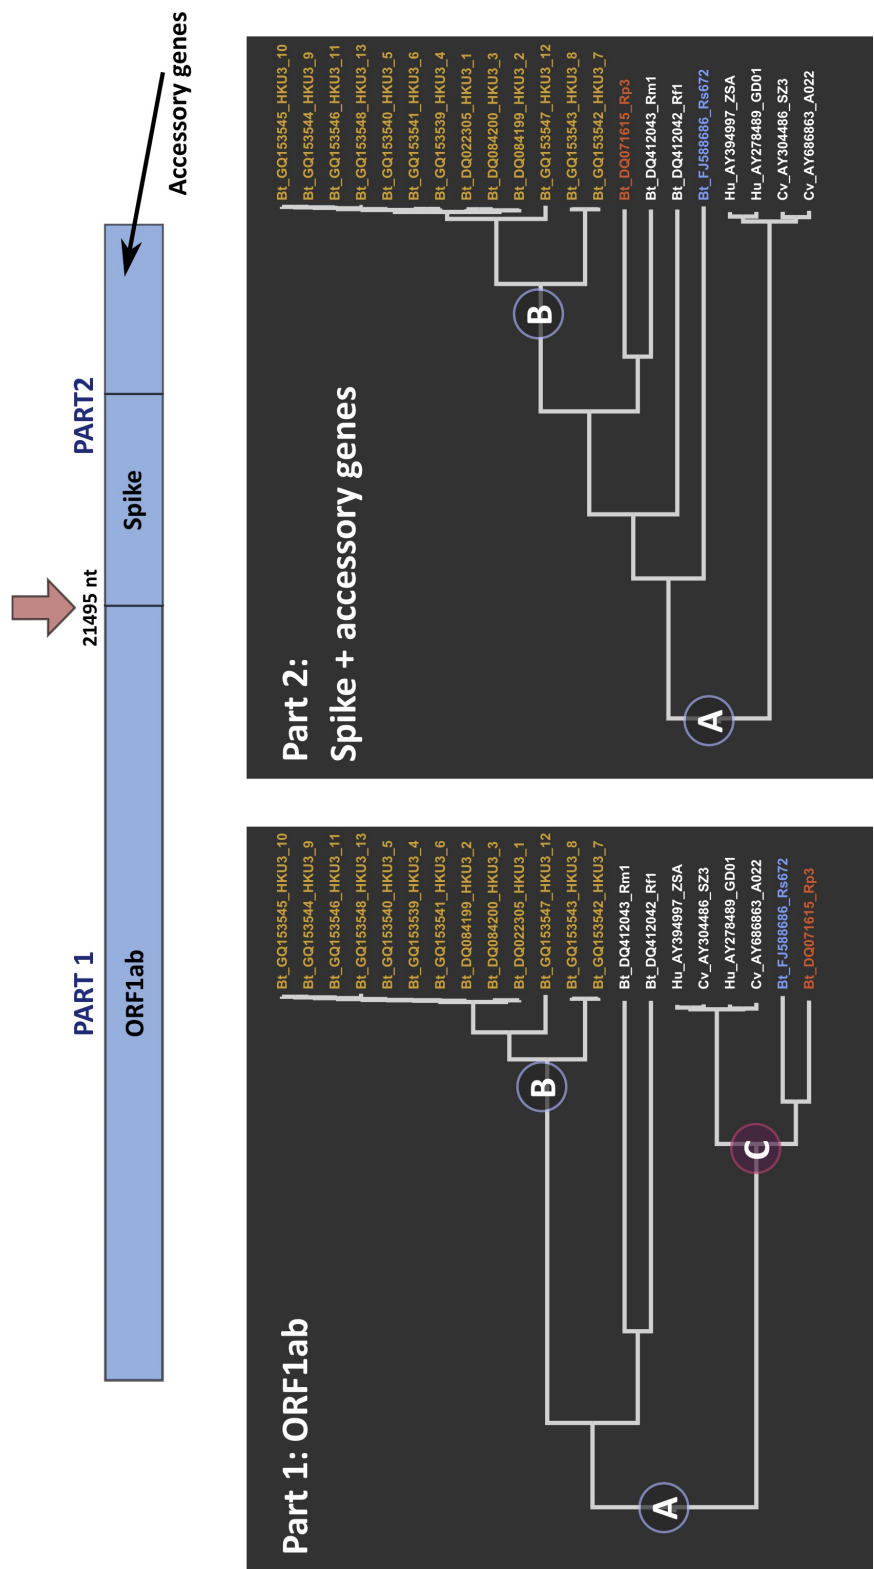 PART 1
PART2
21495 nt
ORF1ab
Spike
Accessory genes
Part 1: ORF1ab
A
B
C
Bt_GQ153545_HKU3_10
Bt_GQ153544_HKU3_9
Bt_GQ153546_HKU3_11
Bt_GQ153548_HKU3_13
Bt_GQ153540_HKU3_5
Bt_GQ153539_HKU3_4
Bt_GQ153541_HKU3_6
Bt_DQ084199_HKU3_2
Bt_DQ084200_HKU3_3
Bt_DQ022305_HKU3_1
Bt_GQ153547_HKU3_12
Bt_GQ153543_HKU3_8
Bt_GQ153542_HKU3_7
Bt_DQ412043_Rm1
Bt_DQ412042_Rf1
Hu_AY394997_ZSA
Cv_AY304486_SZ3
Hu_AY278489_GD01
Cv_AY686863_A022
Bt_FJ588686_Rs672
Bt_DQ071615_Rp3
Part 2:
Spike + accessory genes
A
B
Bt_GQ153545_HKU3_10
Bt_GQ153544_HKU3_9
Bt_GQ153546_HKU3_11
Bt_GQ153548_HKU3_13
Bt_GQ153540_HKU3_5
Bt_GQ153541_HKU3_6
Bt_GQ153539_HKU3_4
Bt_DQ022305_HKU3_1
Bt_DQ084200_HKU3_3
Bt_DQ084199_HKU3_2
Bt_GQ153547_HKU3_12
Bt_GQ153543_HKU3_8
Bt_GQ153542_HKU3_7
Bt_DQ071615_Rp3
Bt_DQ412043_Rm1
Bt_DQ412042_Rf1
Bt_FJ588686_Rs672
Hu_AY394997_ZSA
Hu_AY278489_GD01
Cv_AY304486_SZ3
Cv_AY686863_A022